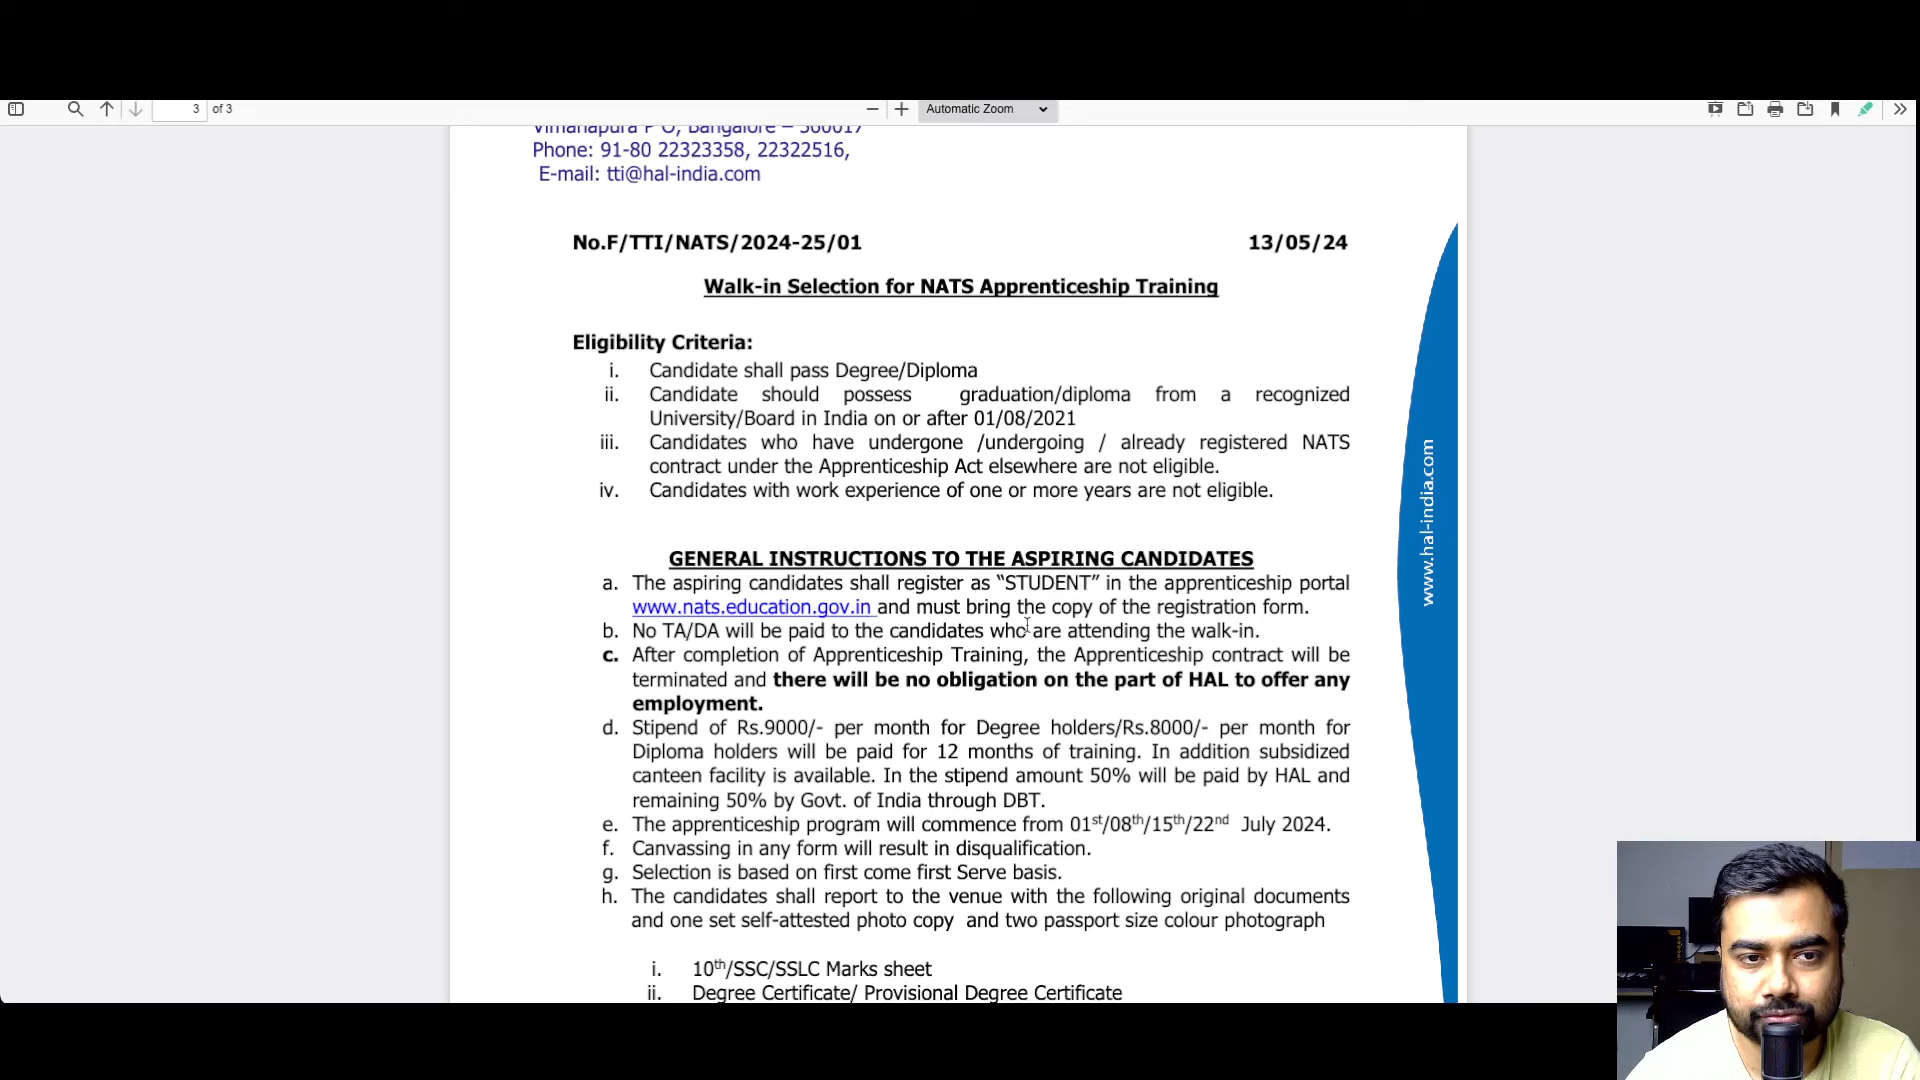 3 of 3
Automatic Zoom
Vimanapura P O, Bangalore – 560017
Phone: 91-80 22323358, 22322516,
E-mail: tti@hal-india.com
No.F/TTI/NATS/2024-25/01 13/05/24
Walk-in Selection for NATS Apprenticeship Training
Eligibility Criteria:
i. Candidate shall pass Degree/Diploma
ii. Candidate should possess graduation/diploma from a recognized
University/Board in India on or after 01/08/2021
iii. Candidates who have undergone /undergoing / already registered NATS
contract under the Apprenticeship Act elsewhere are not eligible.
iv. Candidates with work experience of one or more years are not eligible.
GENERAL INSTRUCTIONS TO THE ASPIRING CANDIDATES
a. The aspiring candidates shall register as “STUDENT” in the apprenticeship portal
www.nats.education.gov.in and must bring the copy of the registration form.
b. No TA/DA will be paid to the candidates who are attending the walk-in.
c. After completion of Apprenticeship Training, the Apprenticeship contract will be
terminated and there will be no obligation on the part of HAL to offer any
employment.
d. Stipend of Rs.9000/- per month for Degree holders/Rs.8000/- per month for
Diploma holders will be paid for 12 months of training. In addition subsidized
canteen facility is available. In the stipend amount 50% will be paid by HAL and
remaining 50% by Govt. of India through DBT.
e. The apprenticeship program will commence from 01st/08th/15th/22nd July 2024.
f. Canvassing in any form will result in disqualification.
g. Selection is based on first come first Serve basis.
h. The candidates shall report to the venue with the following original documents
and one set self-attested photo copy and two passport size colour photograph
i. 10th/SSC/SSLC Marks sheet
ii. Degree Certificate/ Provisional Degree Certificate
www.hal-india.com